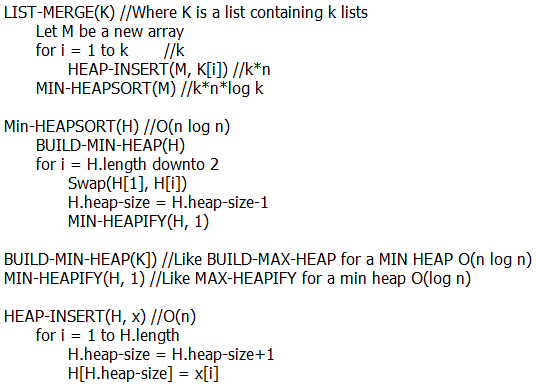 LIST-MERGE(K) //Where K is a list containing k lists
Let M be a new array
for i = 1 to k //k
HEAP-INSERT(M, K[i]) //k*n
MIN-HEAPSORT(M) //k*n*log k
Min-HEAPSORT(H) //O(n log n)
BUILD-MIN-HEAP(H)
for i = H.length downto 2
Swap(H[1], H[i])
H.heap-size = H.heap-size-1
MIN-HEAPIFY(H, 1)
BUILD-MIN-HEAP(K]) //Like BUILD-MAX-HEAP for a MIN HEAP O(n log n)
MIN-HEAPIFY(H, 1) //Like MAX-HEAPIFY for a min heap O(log n)
HEAP-INSERT(H, x) //O(n)
for i = 1 to H.length
H.heap-size = H.heap-size+1
H[H.heap-size] = x[i]